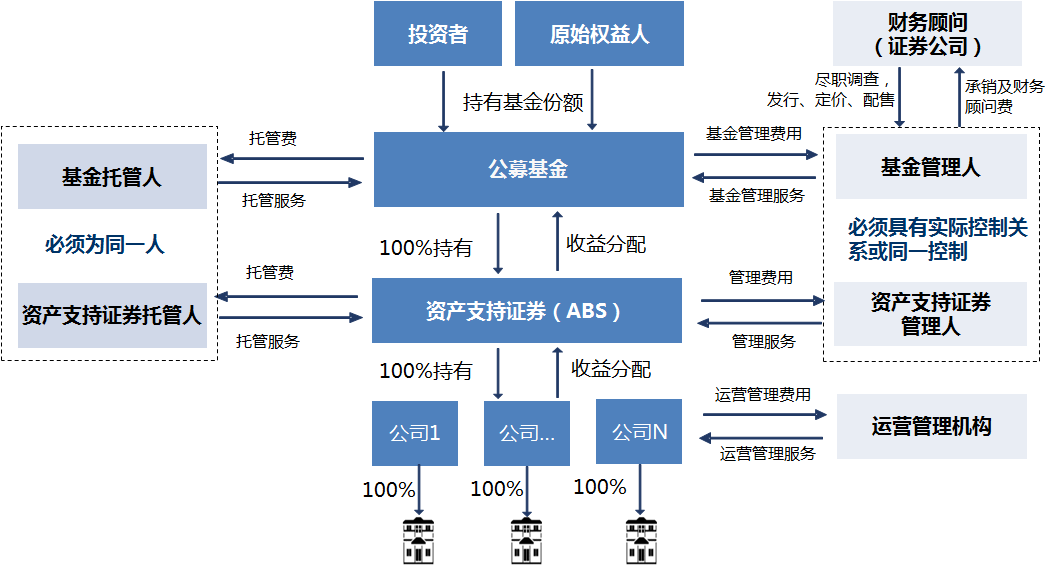 投资者
原始权益人
财务顾问
（证券公司）
持有基金份额
尽职调查，
发行、定价、配售
承销及财务
顾问费
托管费
基金管理费用
基金托管人
公募基金
基金管理人
托管服务
基金管理服务
必须为同一人
100%持有
收益分配
必须具有实际控制关
系或同一控制
托管费
管理费用
资产支持证券托管人
资产支持证券（ABS）
资产支持证券
管理人
托管服务
管理服务
100%持有
收益分配
运营管理费用
公司1
公司...
公司N
运营管理机构
运营管理服务
100%
100%
100%